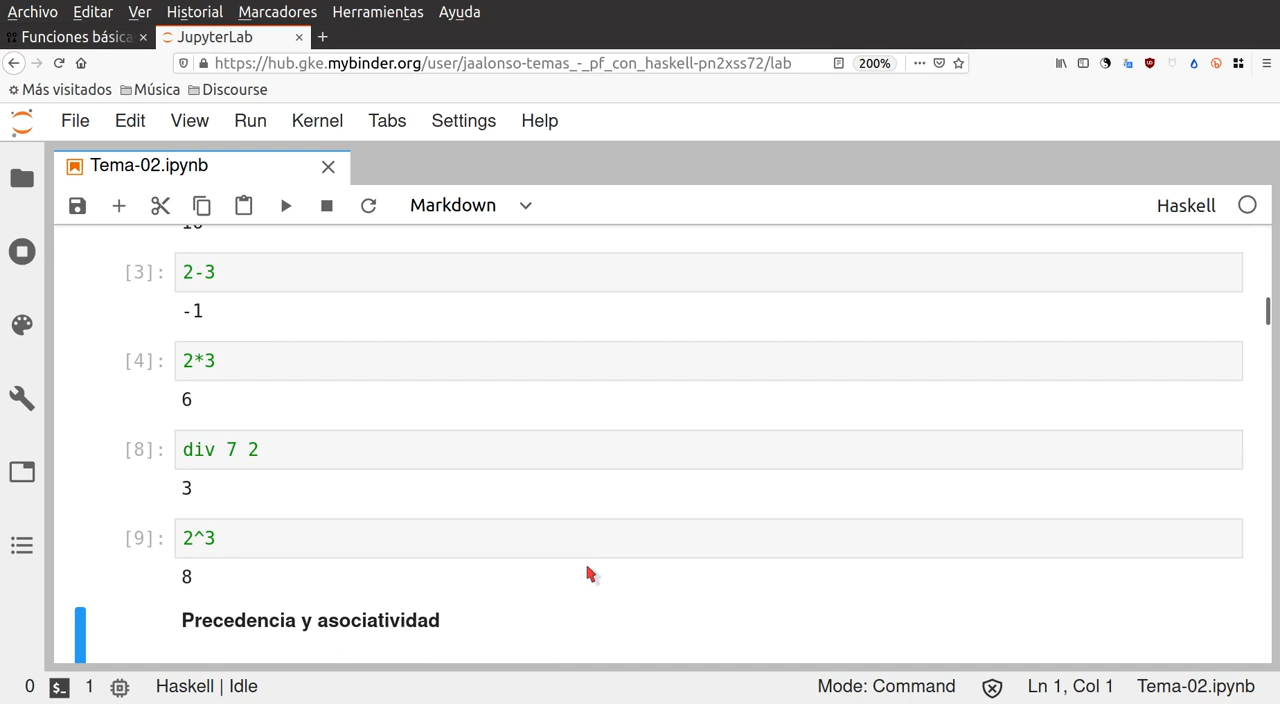 Archivo Editar Ver Historial Marcadores Herramientas Ayuda
Funciones básica × JupyterLab × +
https://hub.gke.mybinder.org/user/jaalonso-temas_-_pf_con_haskell-pn2xss72/lab 200%
Más visitados Música Discourse
File Edit View Run Kernel Tabs Settings Help
Tema-02.ipynb
Markdown Haskell
[3]: 2-3
-1
[4]: 2*3
6
[8]: div 7 2
3
[9]: 2^3
8
Precedencia y asociatividad
0 $_ 1 Haskell | Idle Mode: Command Ln 1, Col 1 Tema-02.ipynb